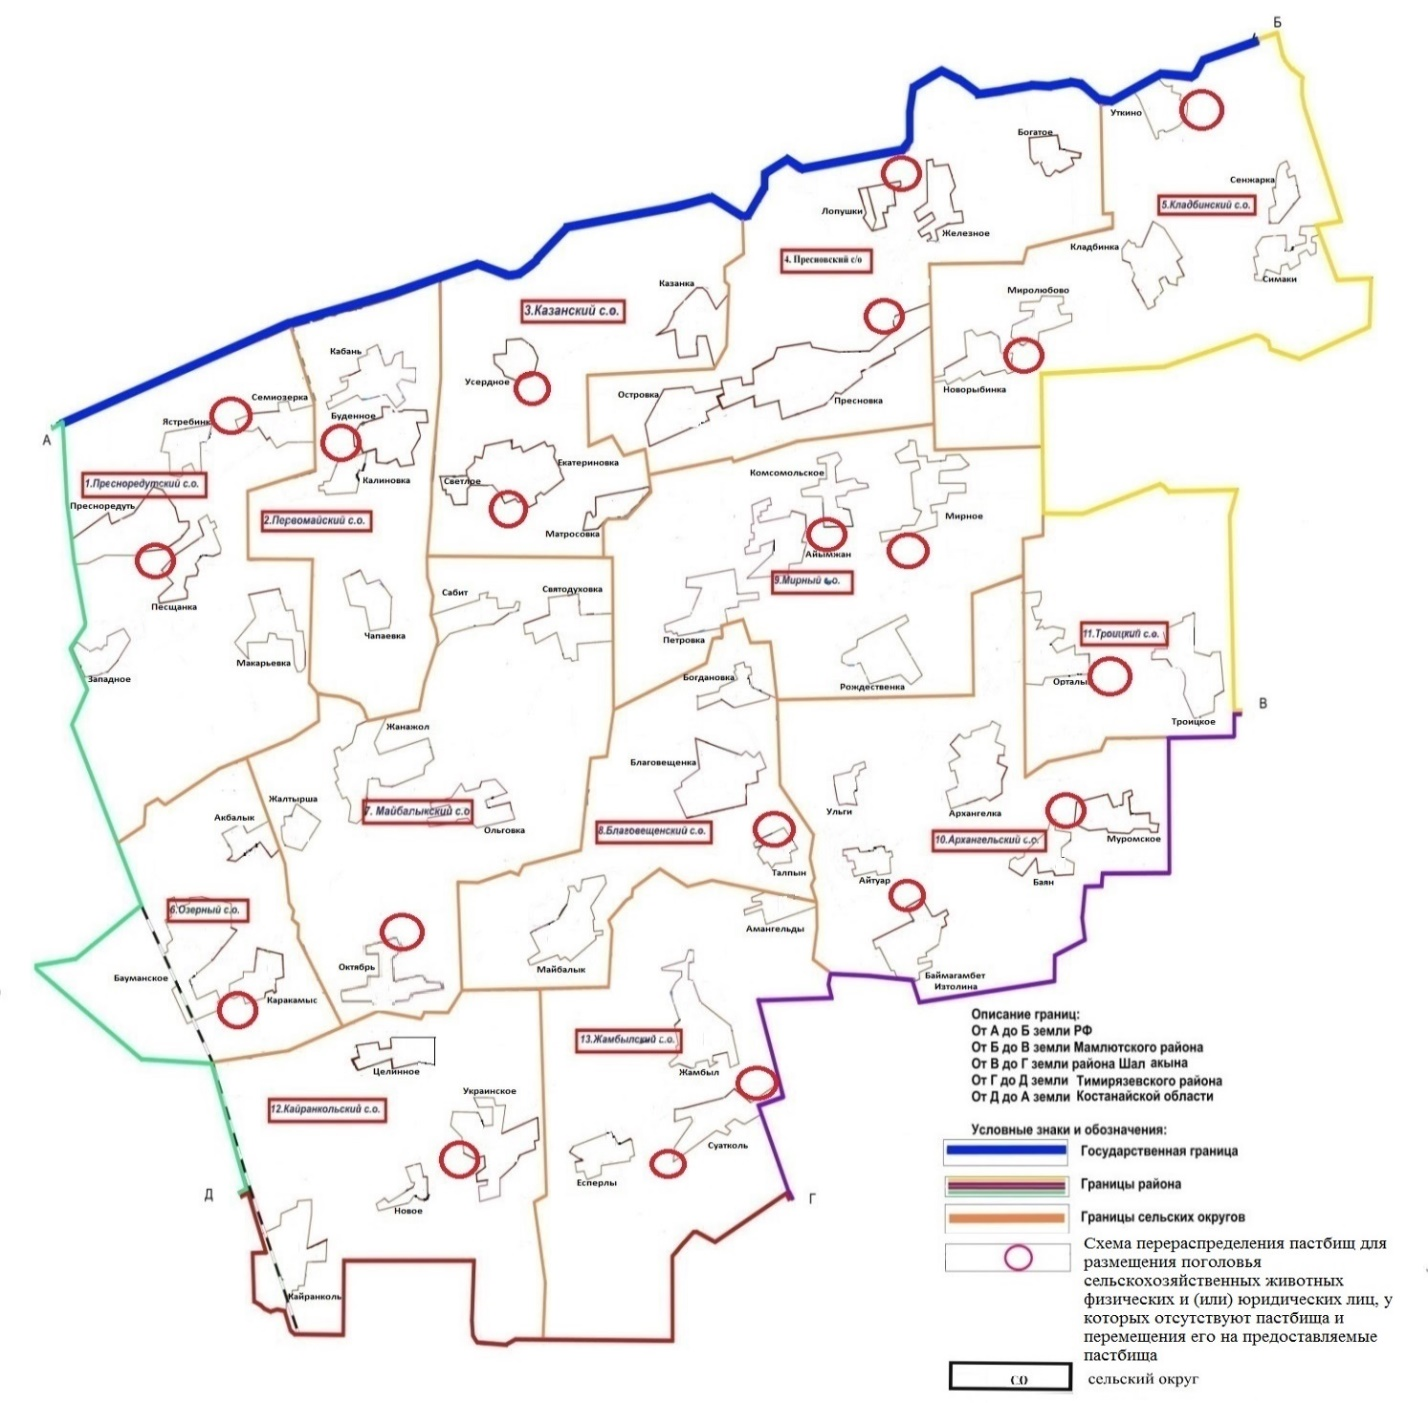 Б
Уткино
Богатое
Сенжарка
5.Кладбинский с.о.
Лопушки
Железное
Кладбинка
4. Пресновский с/о
Симаки
Казанка
Миролюбово
3.Казанский с.о.
Кабань
Усердное
Новорыбинка
Семиозерка
Островка
Пресновка
Буденное
Ястребинк
А
Екатериновка
Комсомольское
Светлое
Калиновка
1.Пресноредутский с.о.
Пресноредуть
Мирное
2.Первомайский с.о.
Матросовка
Айымжан
9.Мирный с.о.
Сабит
Святодуховка
Песщанка
Чапаевка
Петровка
11.Троицкий с.о.
Макарьевка
Западное
Богдановка
Рождественка
Орталы
В
Троицкое
Жанажол
Благовещенка
Жалтырша
7. Майбалыкский с.о
Ульги
Архангелка
Акбалык
Ольговка
8.Благовещенский с.о.
10.Архангельский с.о.
Муромское
Талпын
Айтуар
Баян
6.Озерный с.о.
Амангельды
Октябрь
Майбалык
Бауманское
Баймагамбет
Изтолина
Каракамыс
13.Жамбылский с.о.
Целинное
Жамбыл
Украинское
12.Кайранкольский с.о.
Суатколь
Есперлы
Д
Г
Новое
Кайранколь
Описание границ:
От А до Б земли РФ
От Б до В земли Мамлютского района
От В до Г земли района Шал акына
От Г до Д земли Тимирязевского района
От Д до А земли Костанайской области
Условные знаки и обозначения:
Государственная граница
Границы района
Границы сельских округов
Схема перераспределения пастбищ для
размещения поголовья
сельскохозяйственных животных
физических и (или) юридических лиц, у
которых отсутствуют пастбища и
перемещения его на предоставляемые
пастбища
СО сельский округ